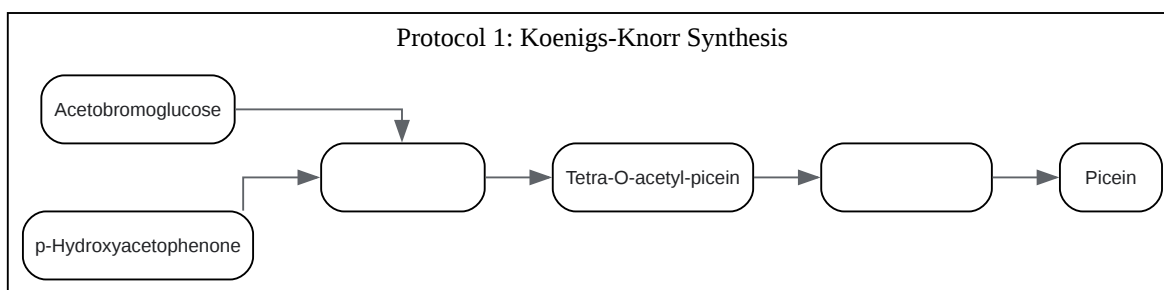 Protocol 1: Koenigs-Knorr Synthesis
Acetobromoglucose
Tetra-O-acetyl-picein
Picein
p-Hydroxyacetophenone